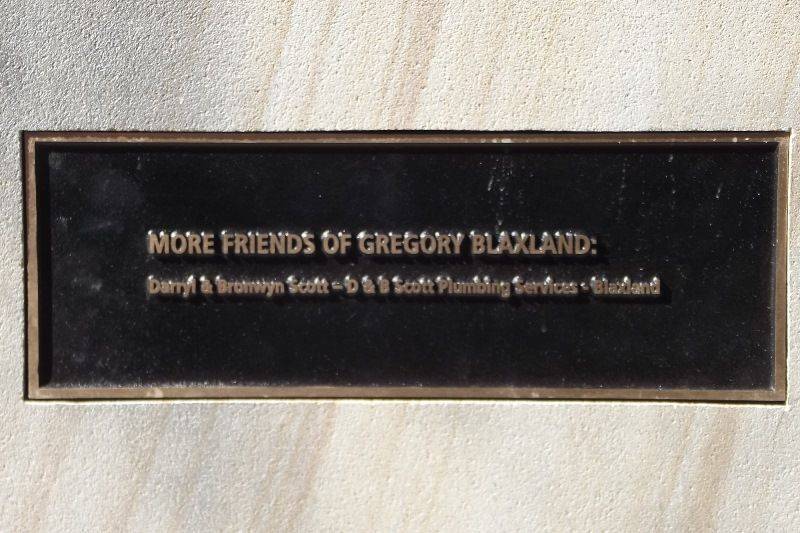 MORE FRIENDS OF GREGORY BLAXLAND:
Darryl & Bronwyn Scott - D & B Scott Plumbing Services - Blaxland